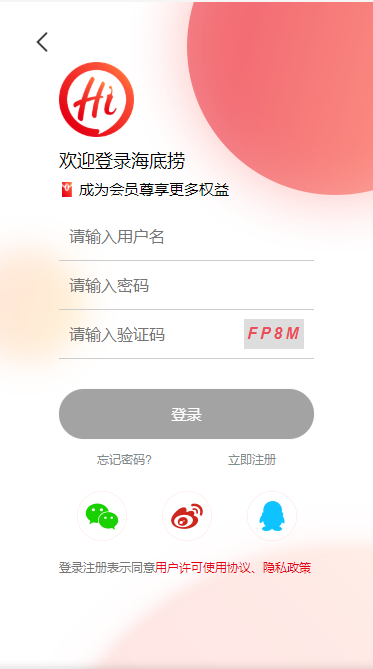 Hi
欢迎登录海底捞
成为会员尊享更多权益
请输入用户名
请输入密码
请输入验证码 FP8M
登录
忘记密码? 立即注册
登录注册表示同意用户许可使用协议、隐私政策